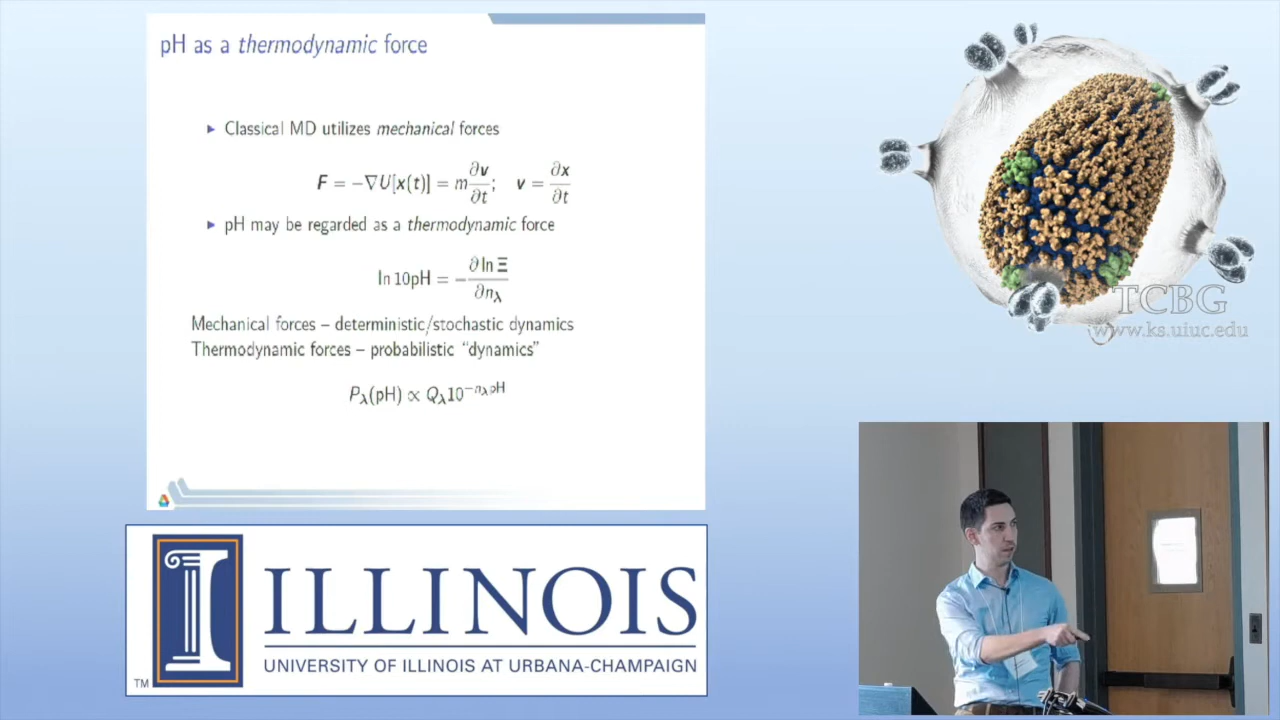 pH as a thermodynamic force
▶ Classical MD utilizes mechanical forces
F = −∇U[x(t)] = m ∂v/∂t; v = ∂x/∂t
▶ pH may be regarded as a thermodynamic force
ln 10pH = − ∂ ln Ξ/∂n_λ
Mechanical forces – deterministic/stochastic dynamics
Thermodynamic forces – probabilistic “dynamics”
P_λ(pH) ∝ Q_λ10^{−n_λ pH}
TCBG
www.ks.uiuc.edu
I ILLINOIS
UNIVERSITY OF ILLINOIS AT URBANA-CHAMPAIGN
TM